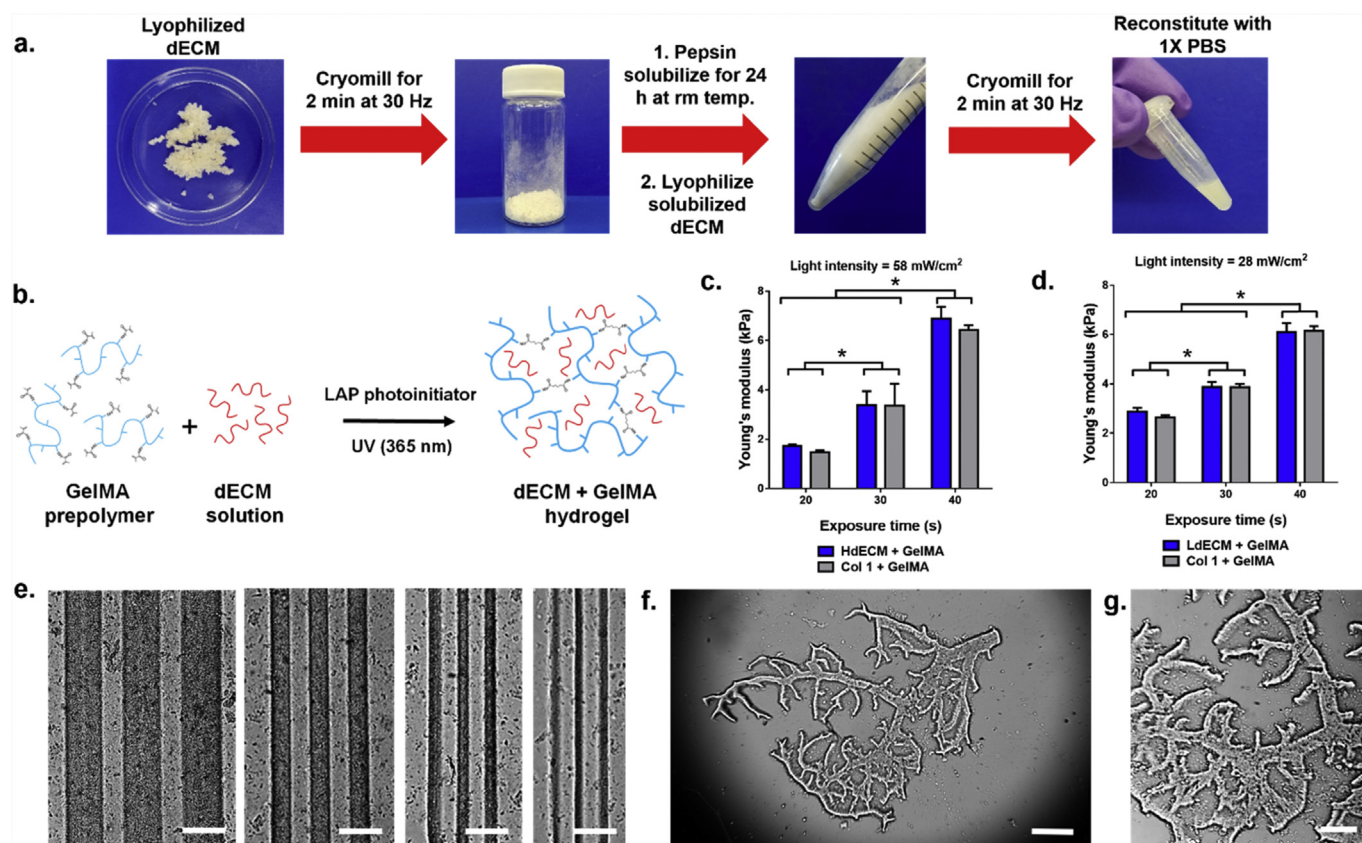 a.
Lyophilized
dECM
Cryomill for
2 min at 30 Hz
1. Pepsin
solubilize for 24
h at rm temp.
2. Lyophilize
solubilized
dECM
Cryomill for
2 min at 30 Hz
Reconstitute with
1X PBS
b.
GelMA
prepolymer
+
dECM
solution
LAP photoinitiator
UV (365 nm)
dECM + GelMA
hydrogel
c.
Light intensity = 58 mW/cm²
Young's modulus (kPa)
8
6
4
2
0
*
*
20 30 40
Exposure time (s)
HdECM + GelMA
Col 1 + GelMA
d.
Light intensity = 28 mW/cm²
Young's modulus (kPa)
8
6
4
2
0
*
*
20 30 40
Exposure time (s)
LdECM + GelMA
Col 1 + GelMA
e.
f.
g.